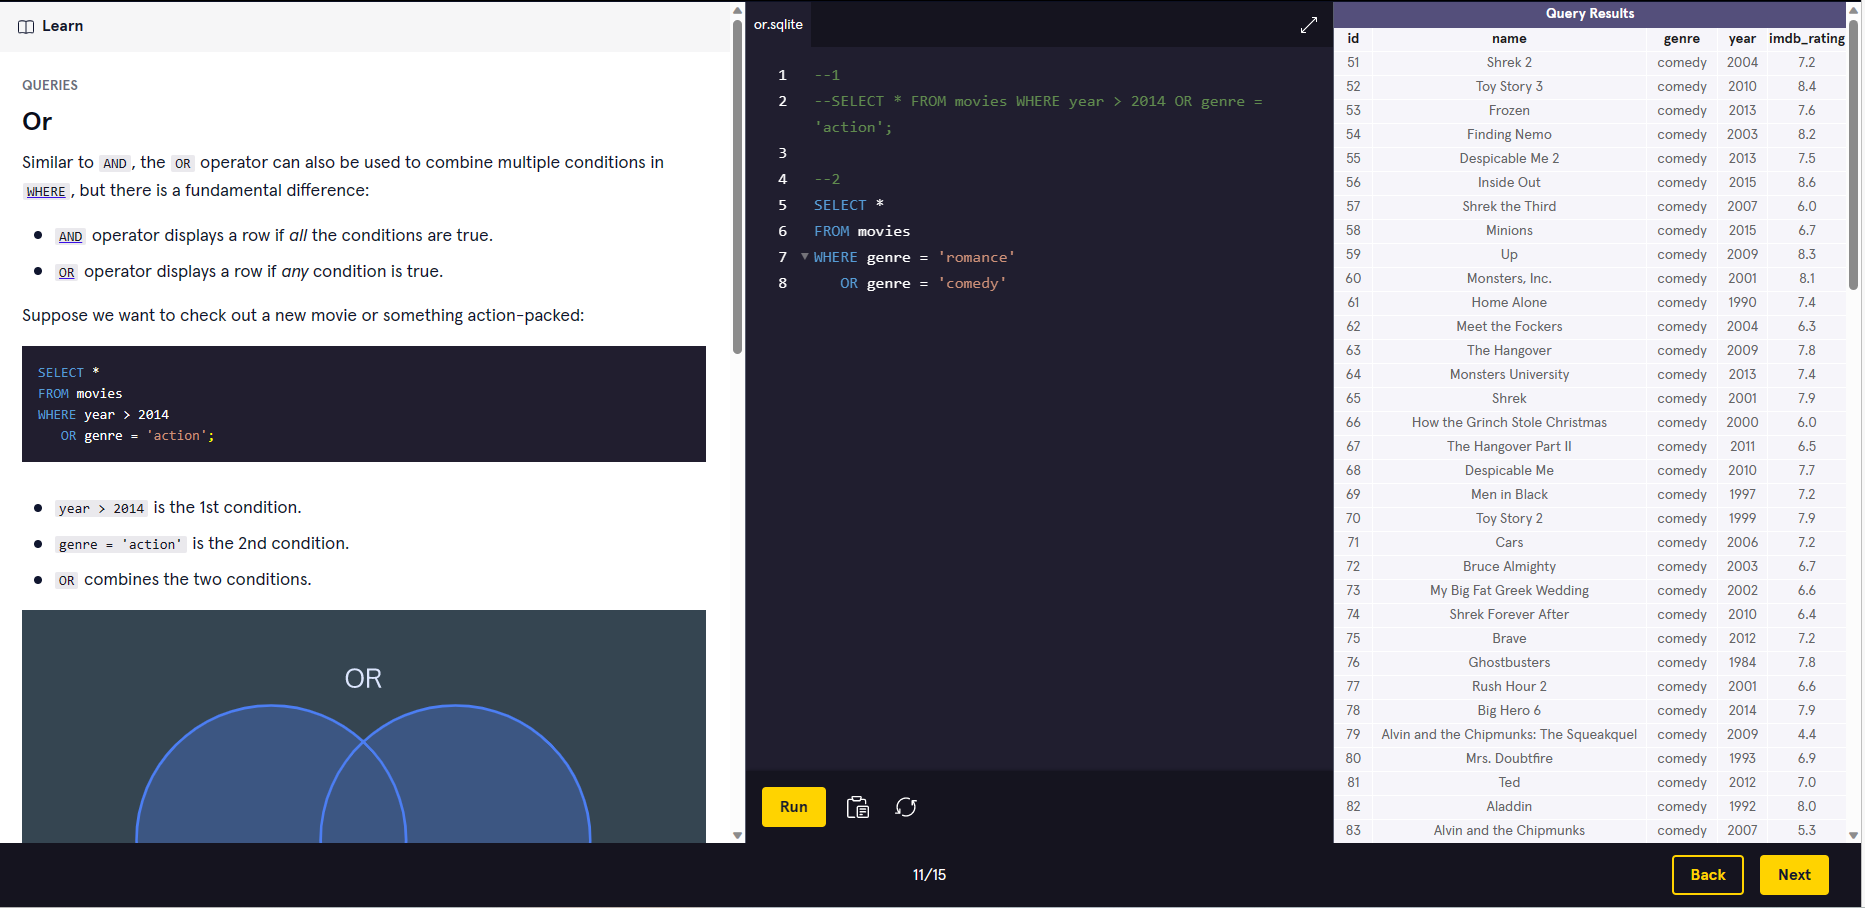 Learn
QUERIES
Or
Similar to AND, the OR operator can also be used to combine multiple conditions in
WHERE, but there is a fundamental difference:
AND operator displays a row if all the conditions are true.
OR operator displays a row if any condition is true.
Suppose we want to check out a new movie or something action-packed:
SELECT *
FROM movies
WHERE year > 2014
OR genre = 'action';
year > 2014 is the 1st condition.
genre = 'action' is the 2nd condition.
OR combines the two conditions.
OR
or.sqlite
1 --1
2 --SELECT * FROM movies WHERE year > 2014 OR genre =
'action';
3
4 --2
5 SELECT *
6 FROM movies
7 WHERE genre = 'romance'
8 OR genre = 'comedy'
Run
Query Results
id name genre year imdb_rating
51 Shrek 2 comedy 2004 7.2
52 Toy Story 3 comedy 2010 8.4
53 Frozen comedy 2013 7.6
54 Finding Nemo comedy 2003 8.2
55 Despicable Me 2 comedy 2013 7.5
56 Inside Out comedy 2015 8.6
57 Shrek the Third comedy 2007 6.0
58 Minions comedy 2015 6.7
59 Up comedy 2009 8.3
60 Monsters, Inc. comedy 2001 8.1
61 Home Alone comedy 1990 7.4
62 Meet the Fockers comedy 2004 6.3
63 The Hangover comedy 2009 7.8
64 Monsters University comedy 2013 7.4
65 Shrek comedy 2001 7.9
66 How the Grinch Stole Christmas comedy 2000 6.0
67 The Hangover Part II comedy 2011 6.5
68 Despicable Me comedy 2010 7.7
69 Men in Black comedy 1997 7.2
70 Toy Story 2 comedy 1999 7.9
71 Cars comedy 2006 7.2
72 Bruce Almighty comedy 2003 6.7
73 My Big Fat Greek Wedding comedy 2002 6.6
74 Shrek Forever After comedy 2010 6.4
75 Brave comedy 2012 7.2
76 Ghostbusters comedy 1984 7.8
77 Rush Hour 2 comedy 2001 6.6
78 Big Hero 6 comedy 2014 7.9
79 Alvin and the Chipmunks: The Squeakquel comedy 2009 4.4
80 Mrs. Doubtfire comedy 1993 6.9
81 Ted comedy 2012 7.0
82 Aladdin comedy 1992 8.0
83 Alvin and the Chipmunks comedy 2007 5.3
11/15
Back
Next